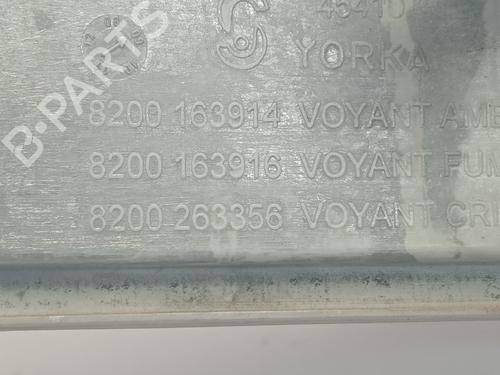 45410
YORKA
8200 163914 VOYANT AMB
8200 163916 VOYANT FUM
8200 263356 VOYANT CRI
B-PARTS